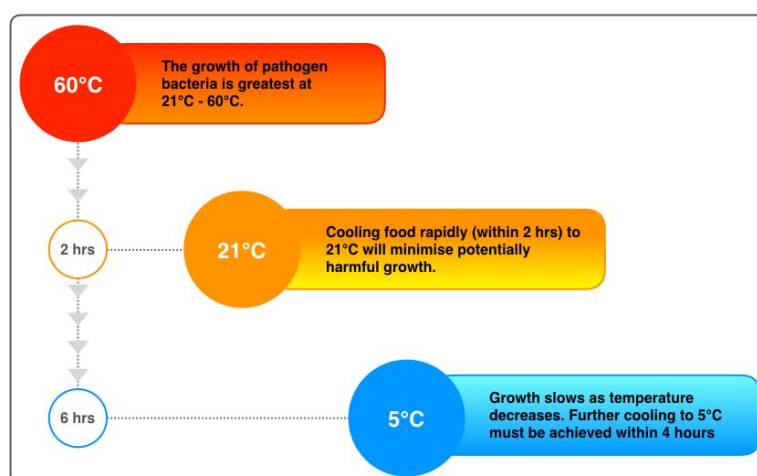 60°C
The growth of pathogen
bacteria is greatest at
21°C - 60°C.
2 hrs
21°C
Cooling food rapidly (within 2 hrs) to
21°C will minimise potentially
harmful growth.
6 hrs
5°C
Growth slows as temperature
decreases. Further cooling to 5°C
must be achieved within 4 hours